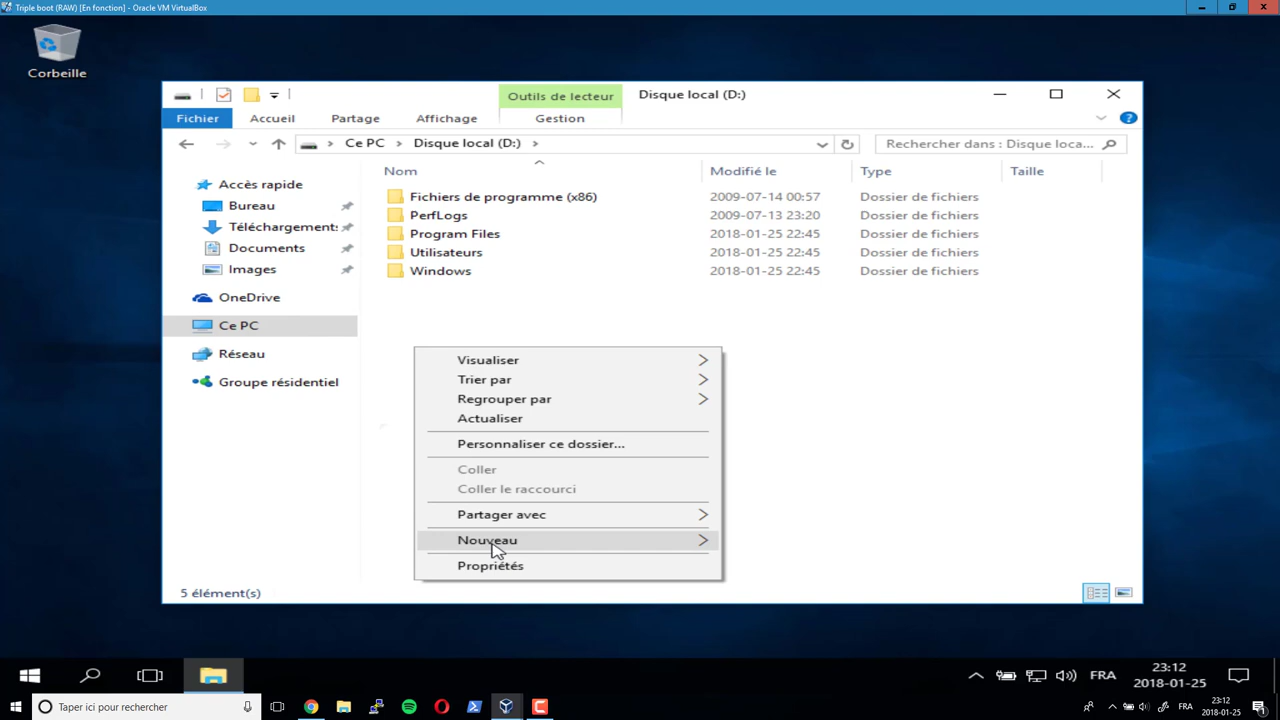 Triple boot (RAW) [En fonction] - Oracle VM VirtualBox
Corbeille
Outils de lecteur
Disque local (D:)
Fichier
Accueil
Partage
Affichage
Gestion
Ce PC
Disque local (D:)
Rechercher dans : Disque loca...
Nom
Modifié le
Type
Taille
Accès rapide
Bureau
Téléchargement:
Documents
Images
OneDrive
Ce PC
Réseau
Groupe résidentiel
Fichiers de programme (x86) 2009-07-14 00:57 Dossier de fichiers
PerfLogs 2009-07-13 23:20 Dossier de fichiers
Program Files 2018-01-25 22:45 Dossier de fichiers
Utilisateurs 2018-01-25 22:45 Dossier de fichiers
Windows 2018-01-25 22:45 Dossier de fichiers
Visualiser
Trier par
Regrouper par
Actualiser
Personnaliser ce dossier...
Coller
Coller le raccourci
Partager avec
Nouveau
Propriétés
5 élément(s)
FRA
23:12
2018-01-25
Taper ici pour rechercher
FRA
23:12
2018-01-25